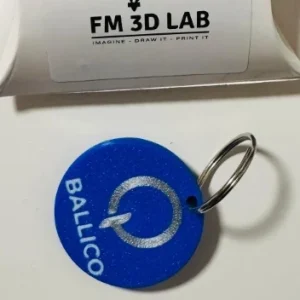 FM 3D LAB
IMAGINE - DRAW IT - PRINT IT
BALLICO